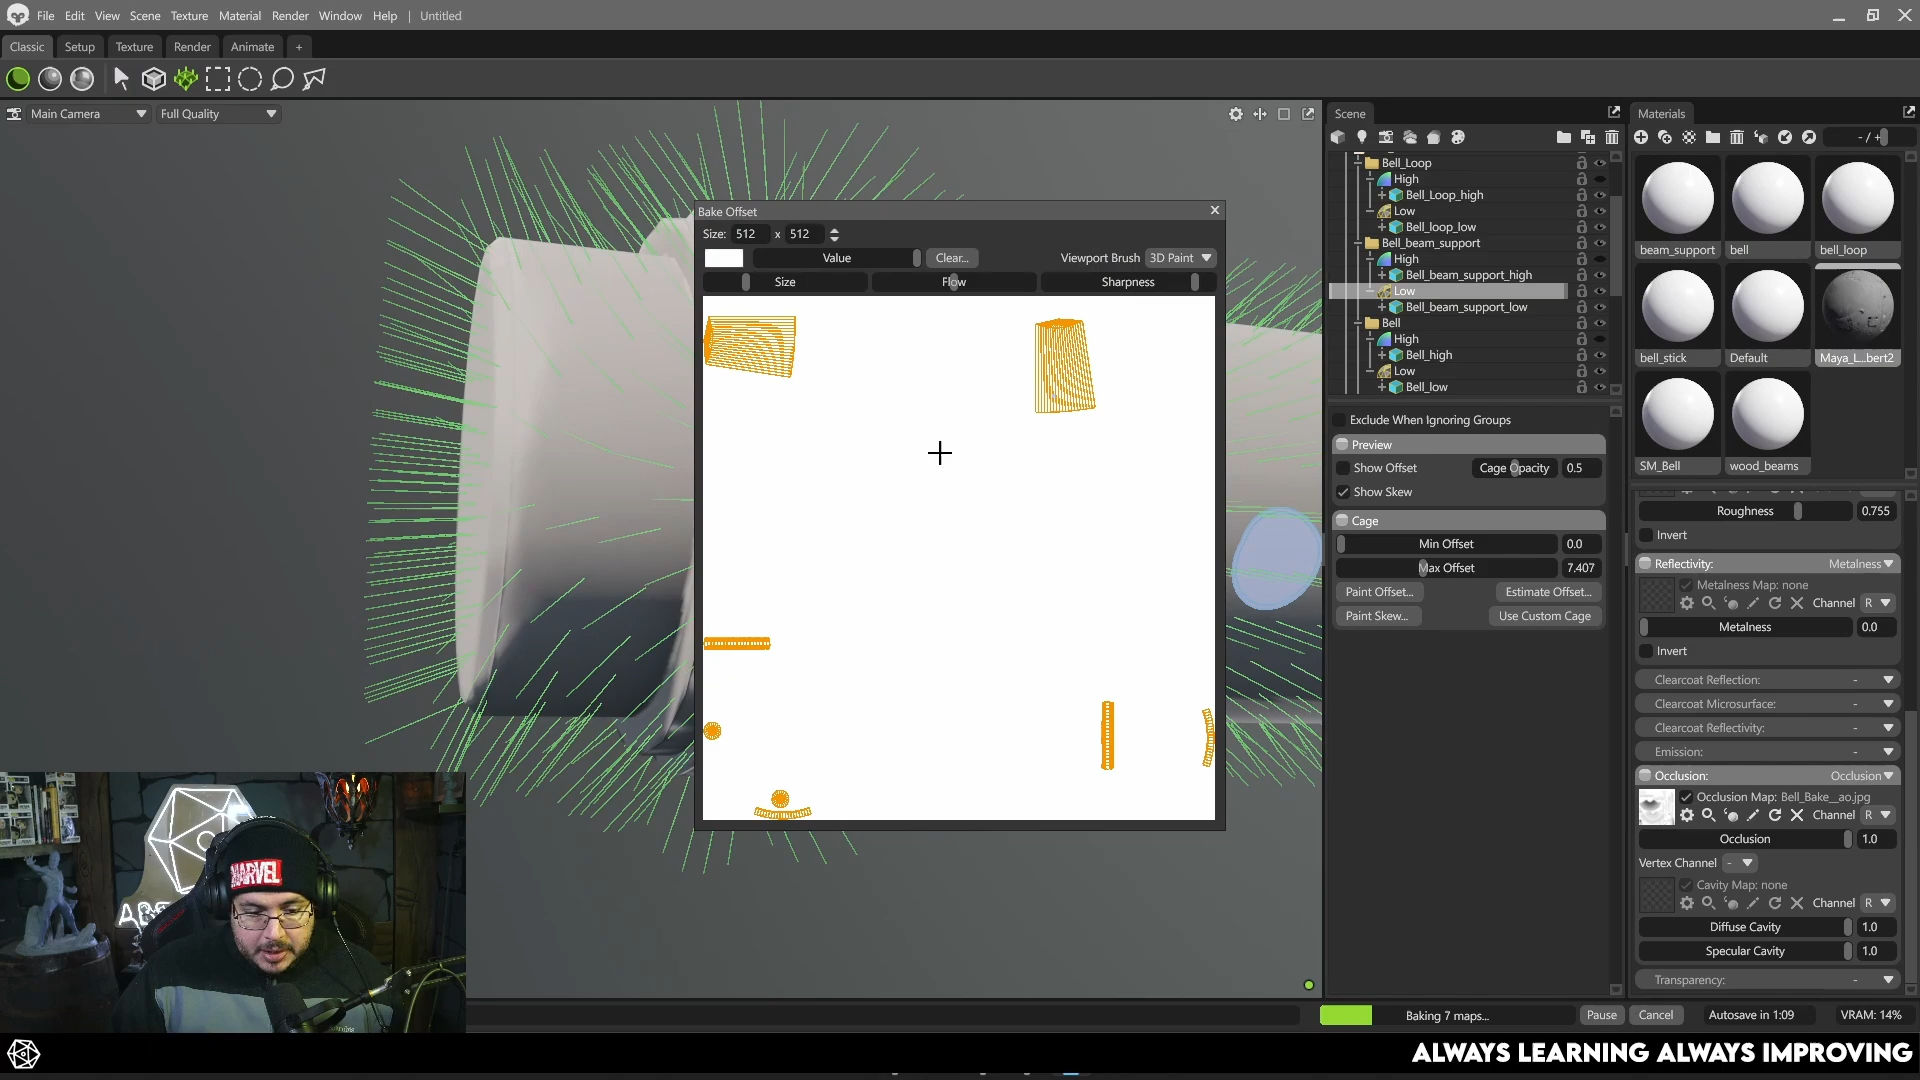 File Edit View Scene Texture Material Render Window Help | Untitled
Classic Setup Texture Render Animate +
Main Camera Full Quality
Bake Offset
Size: 512 x 512
Value Clear... Viewport Brush 3D Paint
Size Flow Sharpness
Scene
Bell_Loop
High
Bell_Loop_high
Low
Bell_loop_low
Bell_beam_support
High
Bell_beam_support_high
Low
Bell_beam_support_low
Bell
High
Bell_high
Low
Bell_low
Exclude When Ignoring Groups
Preview
Show Offset Cage Opacity 0.5
Show Skew
Cage
Min Offset 0.0
Max Offset 7.407
Paint Offset... Estimate Offset...
Paint Skew... Use Custom Cage
Materials
- / +
beam_support bell bell_loop
bell_stick Default Maya_L...bert2
SM_Bell wood_beams
Roughness 0.755
Invert
Reflectivity: Metalness
Metalness Map: none
Channel R
Metalness 0.0
Invert
Clearcoat Reflection: -
Clearcoat Microsurface: -
Clearcoat Reflectivity: -
Emission: -
Occlusion: Occlusion
Occlusion Map: Bell_Bake__ao.jpg
Channel R
Occlusion 1.0
Vertex Channel -
Cavity Map: none
Channel R
Diffuse Cavity 1.0
Specular Cavity 1.0
Transparency: -
MARVEL
Baking 7 maps... Pause Cancel Autosave in 1:09 VRAM: 14%
ALWAYS LEARNING ALWAYS IMPROVING